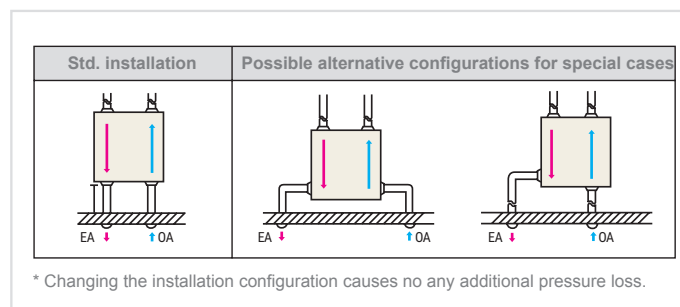 Std. installation
Possible alternative configurations for special cases
EA OA
EA OA
EA OA
* Changing the installation configuration causes no any additional pressure loss.